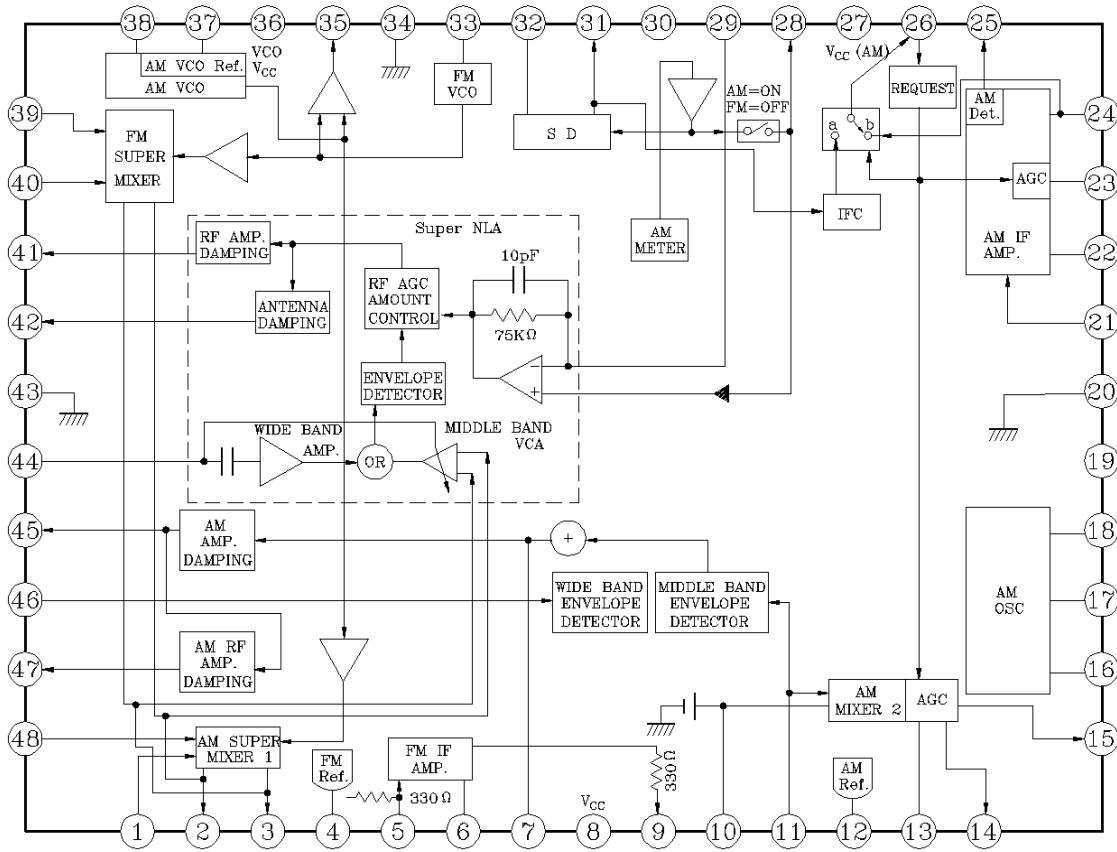 38 37 36 35 34 33 32 31 30 29 28 27 26 25
AM VCO Ref.
AM VCO
VCO
VCC
FM
VCO
AM=ON
FM=OFF
VCC (AM)
REQUEST
AM
Det.
39
FM
SUPER
MIXER
S D
a
b
24
40
AGC
23
IFC
41
RF AMP.
DAMPING
Super NLA
10pF
AM
METER
AM IF
AMP.
22
42
ANTENNA
DAMPING
RF AGC
AMOUNT
CONTROL
75KΩ
21
43
ENVELOPE
DETECTOR
−
+
20
44
WIDE BAND
AMP.
OR
MIDDLE BAND
VCA
19
45
AM
AMP.
DAMPING
+
18
46
WIDE BAND
ENVELOPE
DETECTOR
MIDDLE BAND
ENVELOPE
DETECTOR
AM
OSC
17
47
AM RF
AMP.
DAMPING
16
AM
MIXER 2
AGC
48
AM SUPER
MIXER 1
FM
Ref.
FM IF
AMP.
330Ω
330Ω
AM
Ref.
15
VCC
1 2 3 4 5 6 7 8 9 10 11 12 13 14